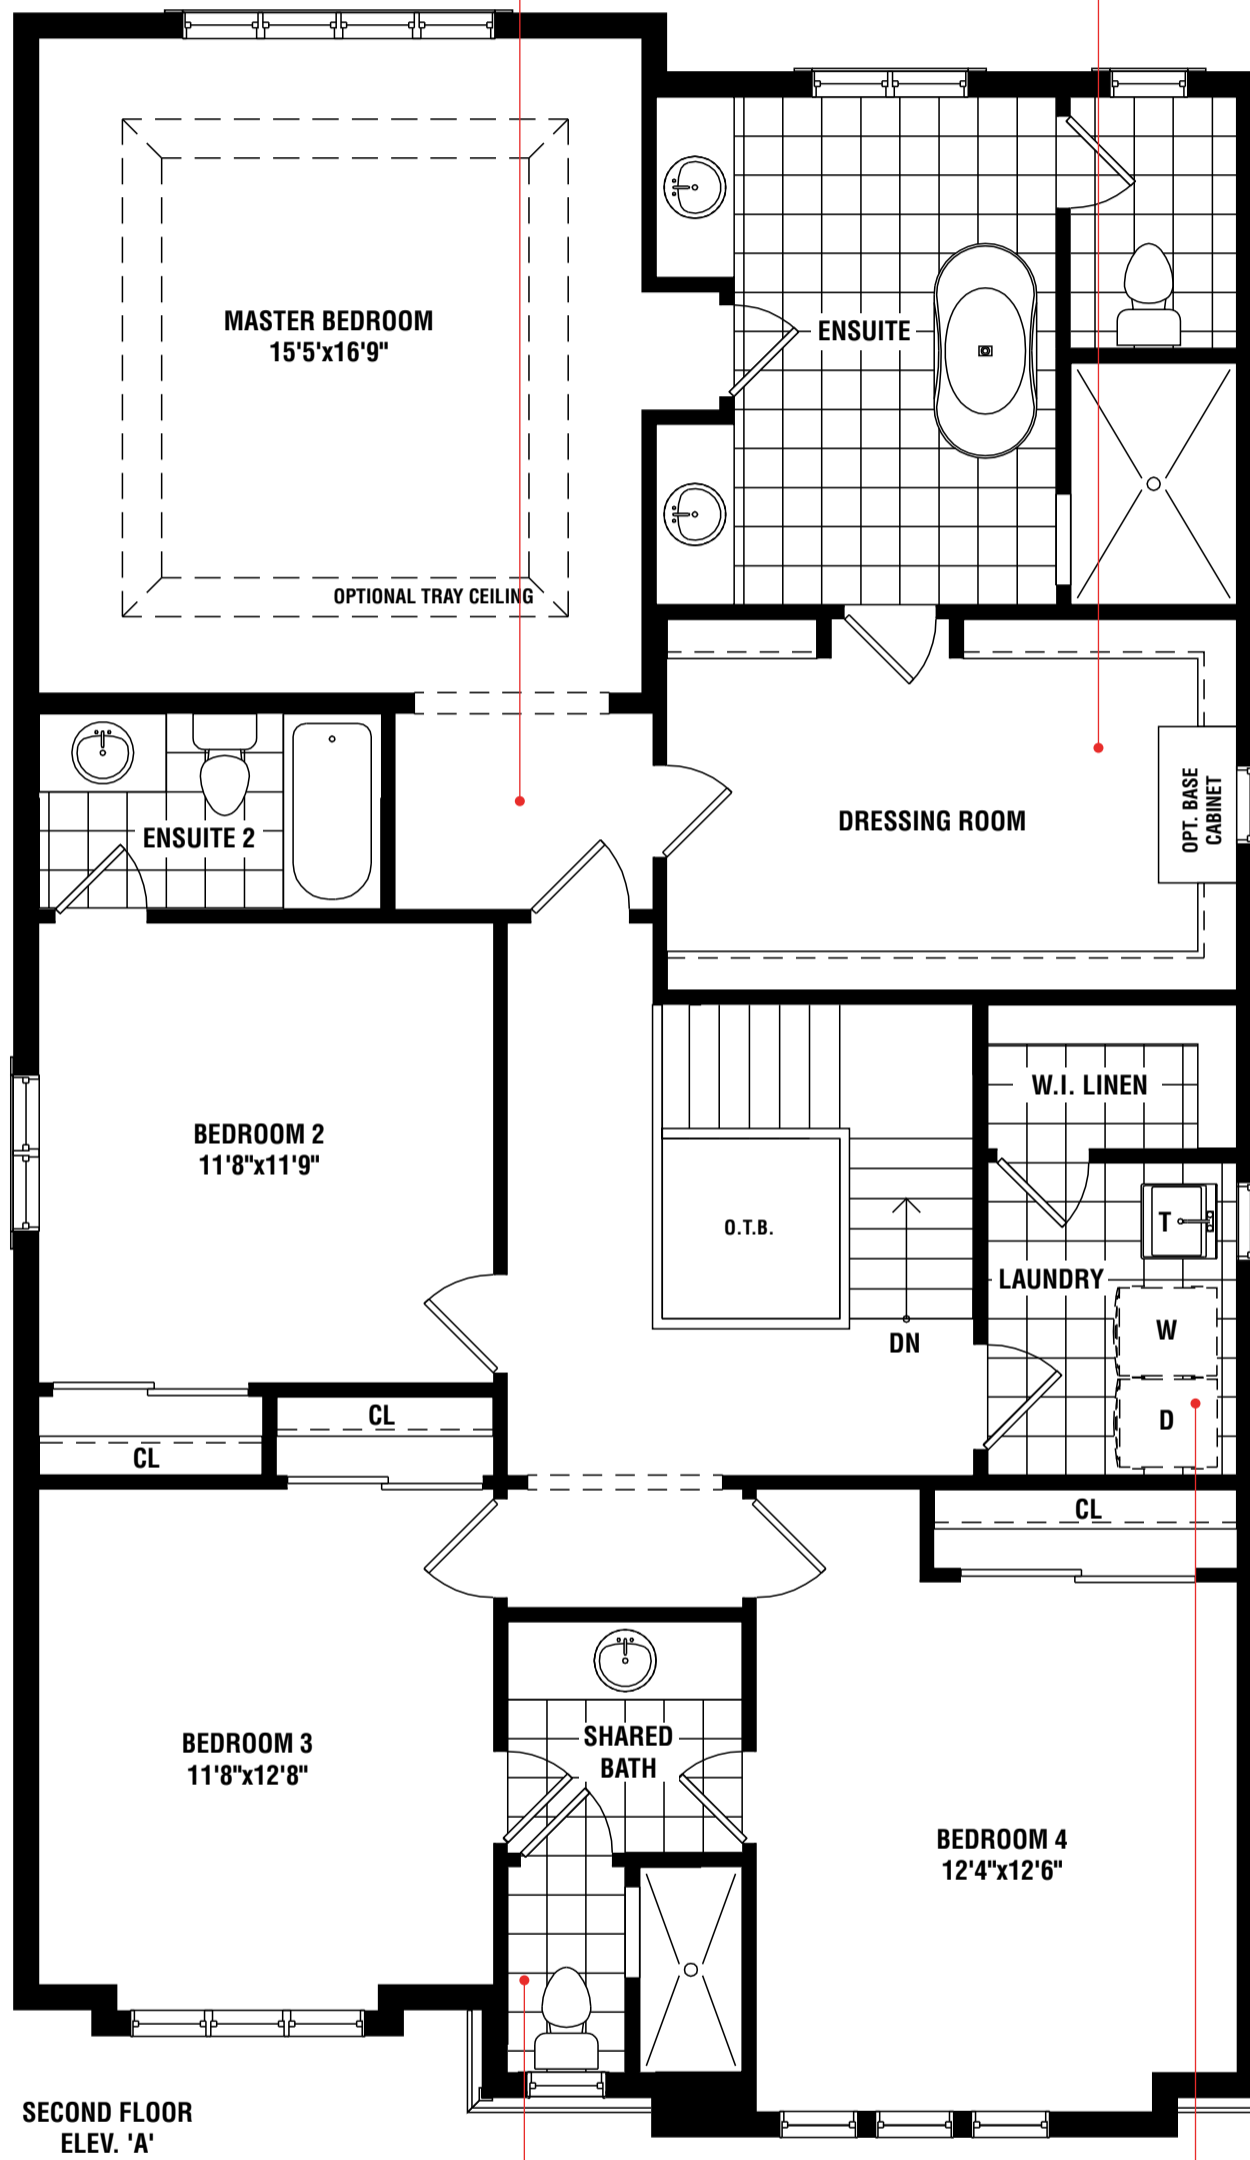 MASTER BEDROOM
15'5'x16'9"
ENSUITE
OPTIONAL TRAY CEILING
ENSUITE 2
DRESSING ROOM
OPT. BASE
CABINET
W.I. LINEN
BEDROOM 2
11'8"x11'9"
O.T.B.
T
LAUNDRY
W
DN
D
CL
CL
CL
SHARED
BATH
BEDROOM 3
11'8"x12'8"
BEDROOM 4
12'4"x12'6"
SECOND FLOOR
ELEV. 'A'